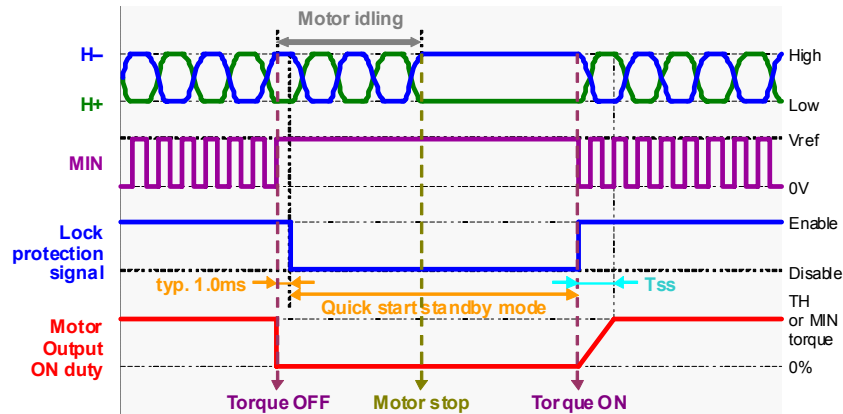 Motor idling
H–
High
H+
Low
Vref
MIN
0V
Enable
Lock
protection
signal
Disable
typ. 1.0ms
Tss
Quick start standby mode
TH
or MIN
torque
Motor
Output
ON duty
0%
Torque OFF
Motor stop
Torque ON